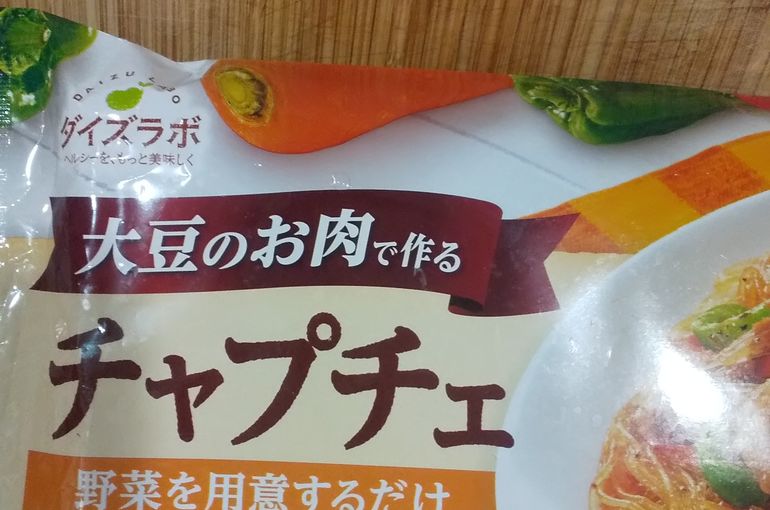 DAIZU LABO
ダイズラボ
ヘルシーを、もっと美味しく
大豆のお肉で作る
チャプチェ
野菜を用意するだけ